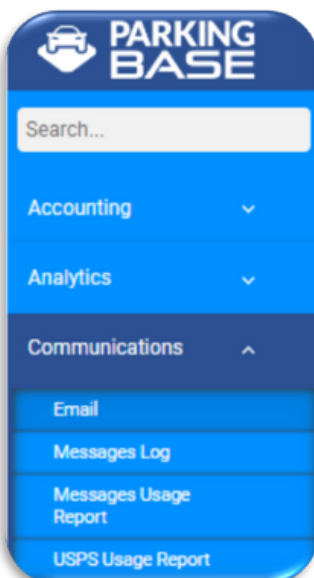 PARKING
BASE
Search...
Accounting
Analytics
Communications
Email
Messages Log
Messages Usage
Report
USPS Usage Report